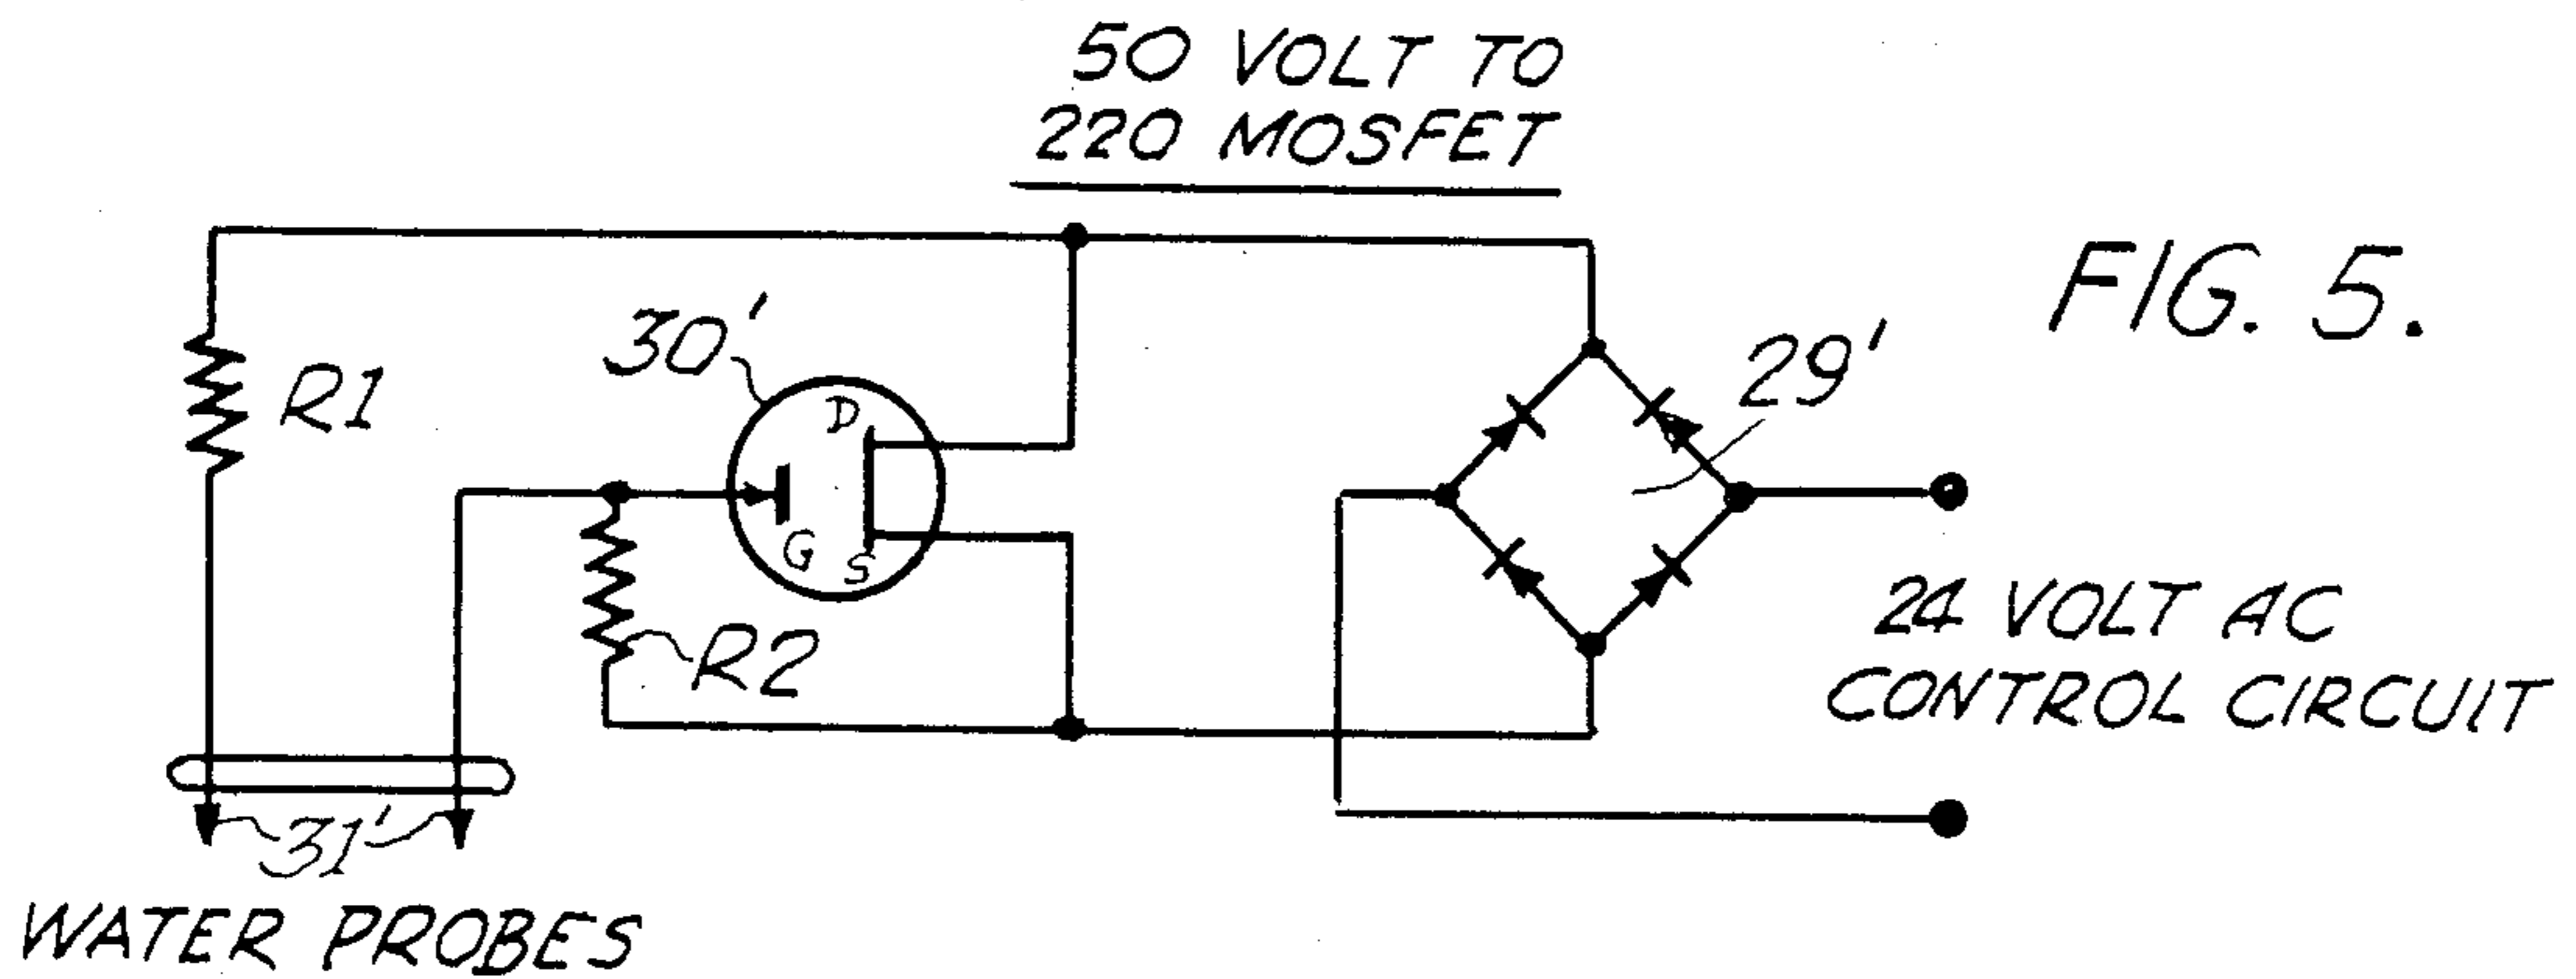 50 VOLT TO
220 MOSFET
FIG. 5.
30'
29'
R1
D
G
S
R2
24 VOLT AC
CONTROL CIRCUIT
31'
WATER PROBES